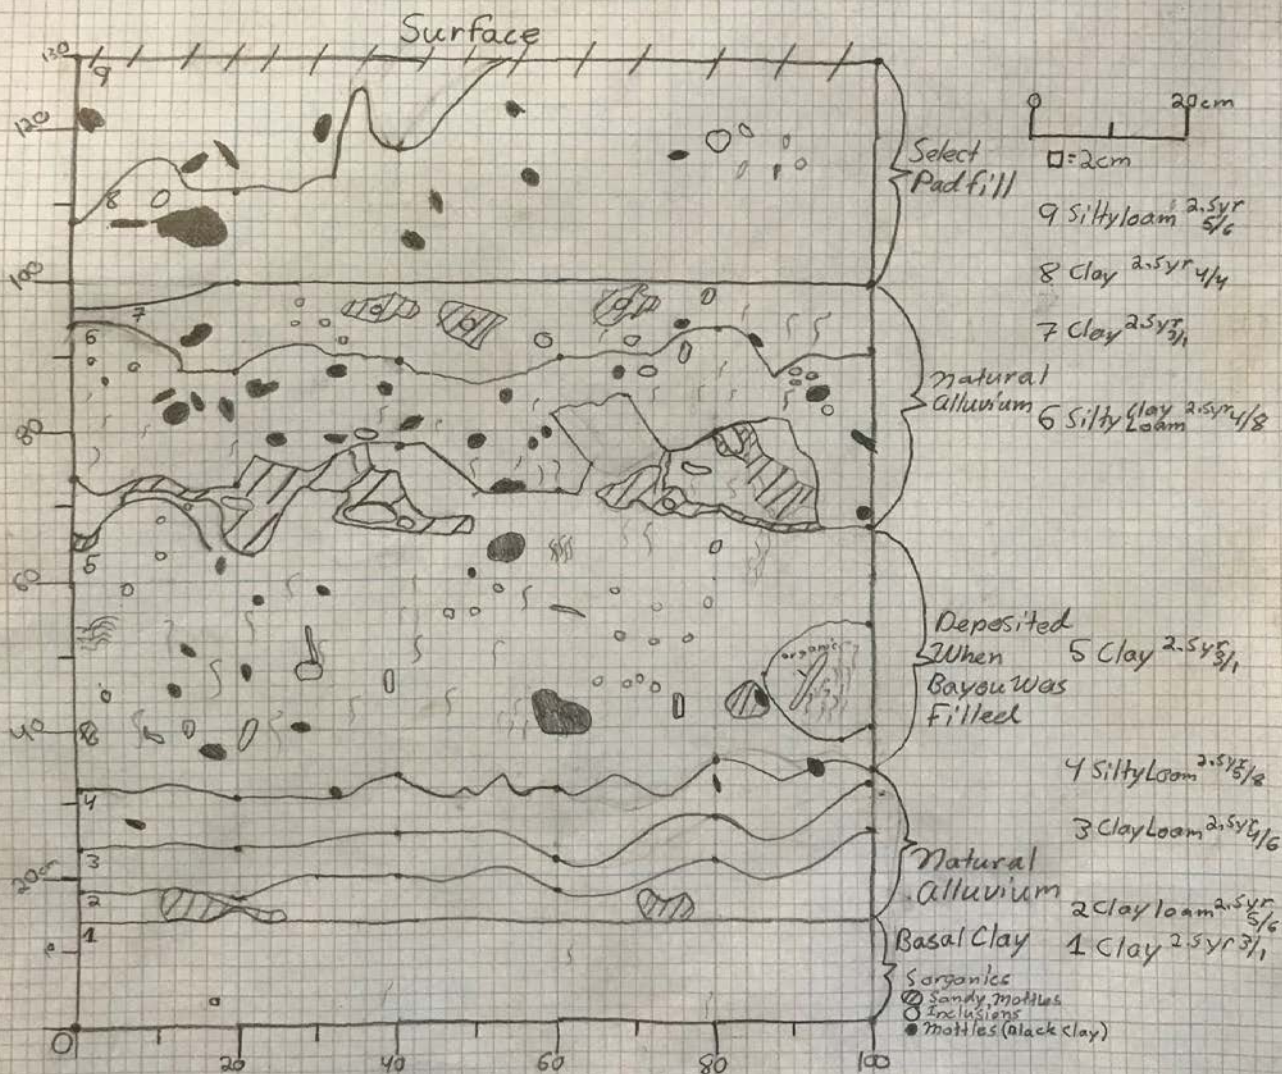 Surface
130
120
100
80
60
40
20cm
0
20
40
60
80
100
9
8
7
6
5
4
3
2
1
organic
0 20cm
□=2cm
Select
Pad fill
Natural
Alluvium
Deposited
When
Bayou Was
Filled
Natural
Alluvium
Basal Clay
9 Silty loam 2.5yr 5/6
8 Clay 2.5yr 4/4
7 Clay 2.5yr 3/1
6 Silty Clay Loam 2.5yr 4/8
5 Clay 2.5yr 3/1
4 Silty Loam 2.5yr 5/8
3 Clay Loam 2.5yr 4/6
2 Clay loam 2.5yr 5/6
1 Clay 2.5yr 3/1
S organics
Sandy mottles
Inclusions
Mottles (Black clay)